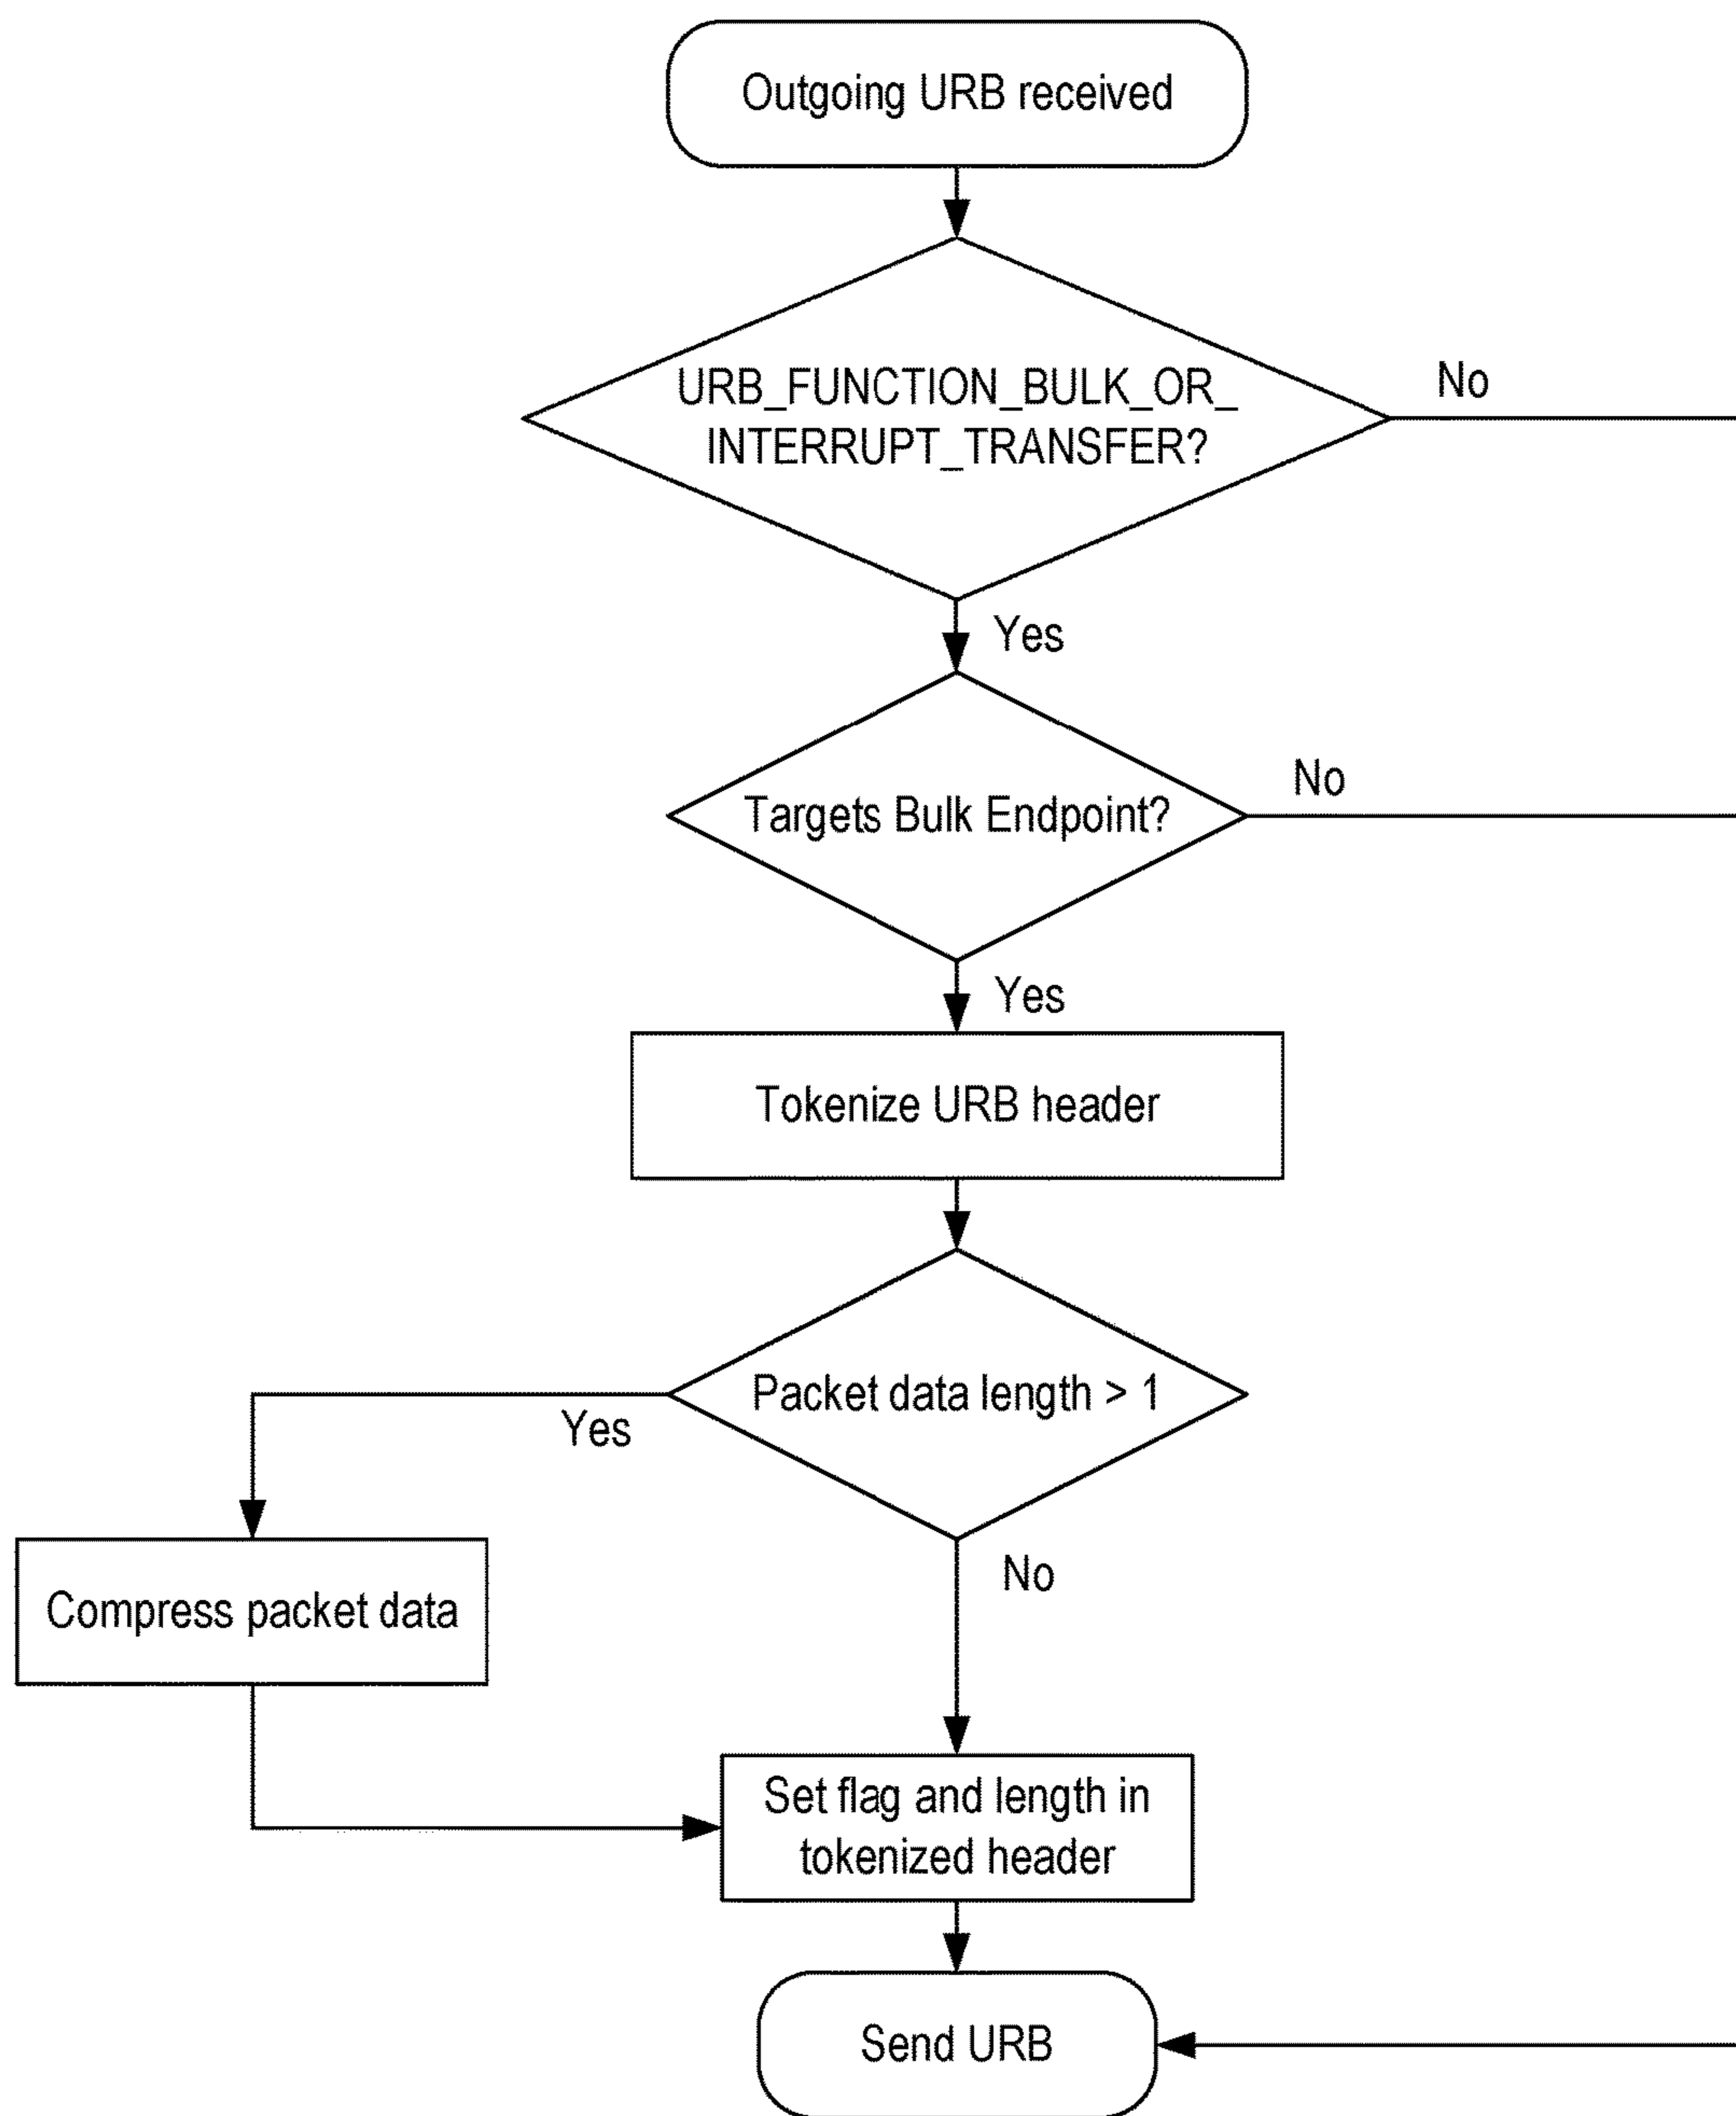 Outgoing URB received
URB_FUNCTION_BULK_OR_
INTERRUPT_TRANSFER?
No
Yes
Targets Bulk Endpoint?
No
Yes
Tokenize URB header
Packet data length > 1
Yes
No
Compress packet data
Set flag and length in
tokenized header
Send URB